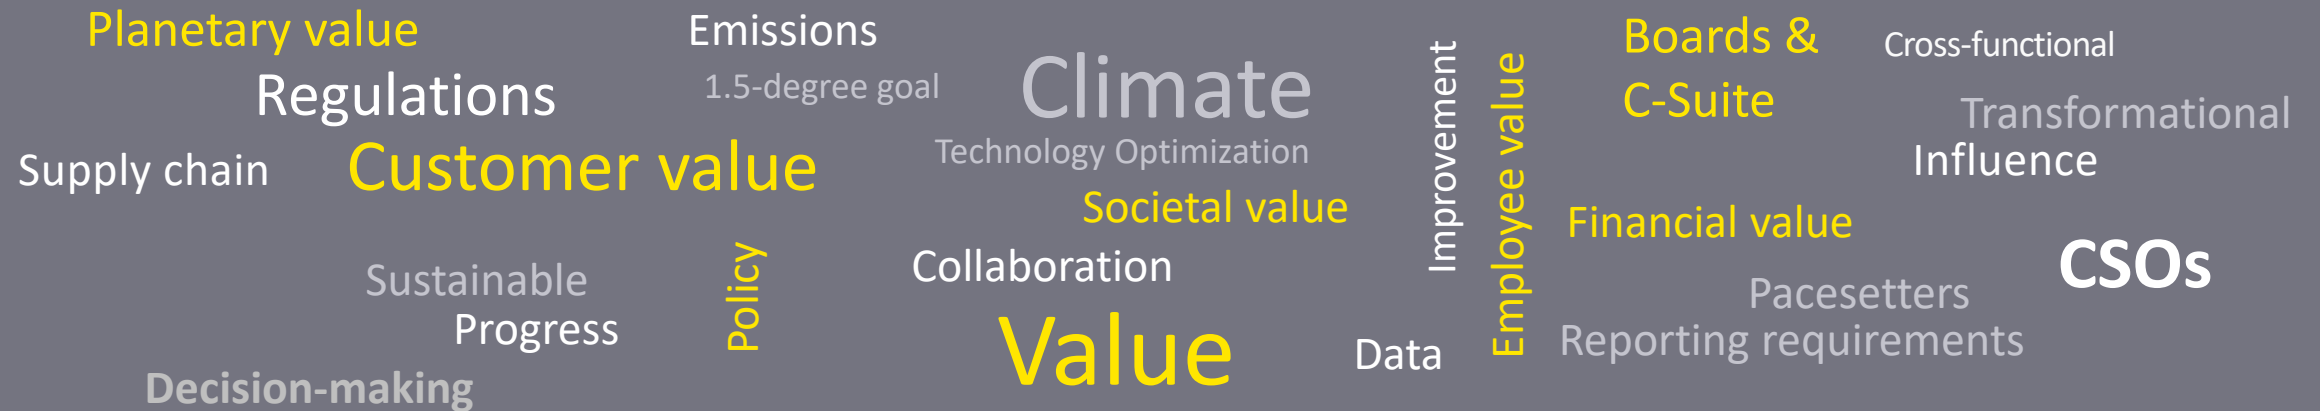 Planetary value
Emissions
Boards &
C-Suite
Cross-functional
Regulations
1.5-degree goal
Climate
Improvement
Employee value
Transformational
Supply chain
Customer value
Technology Optimization
Influence
Societal value
Financial value
Sustainable
Policy
Collaboration
CSOs
Progress
Pacesetters
Value
Data
Reporting requirements
Decision-making